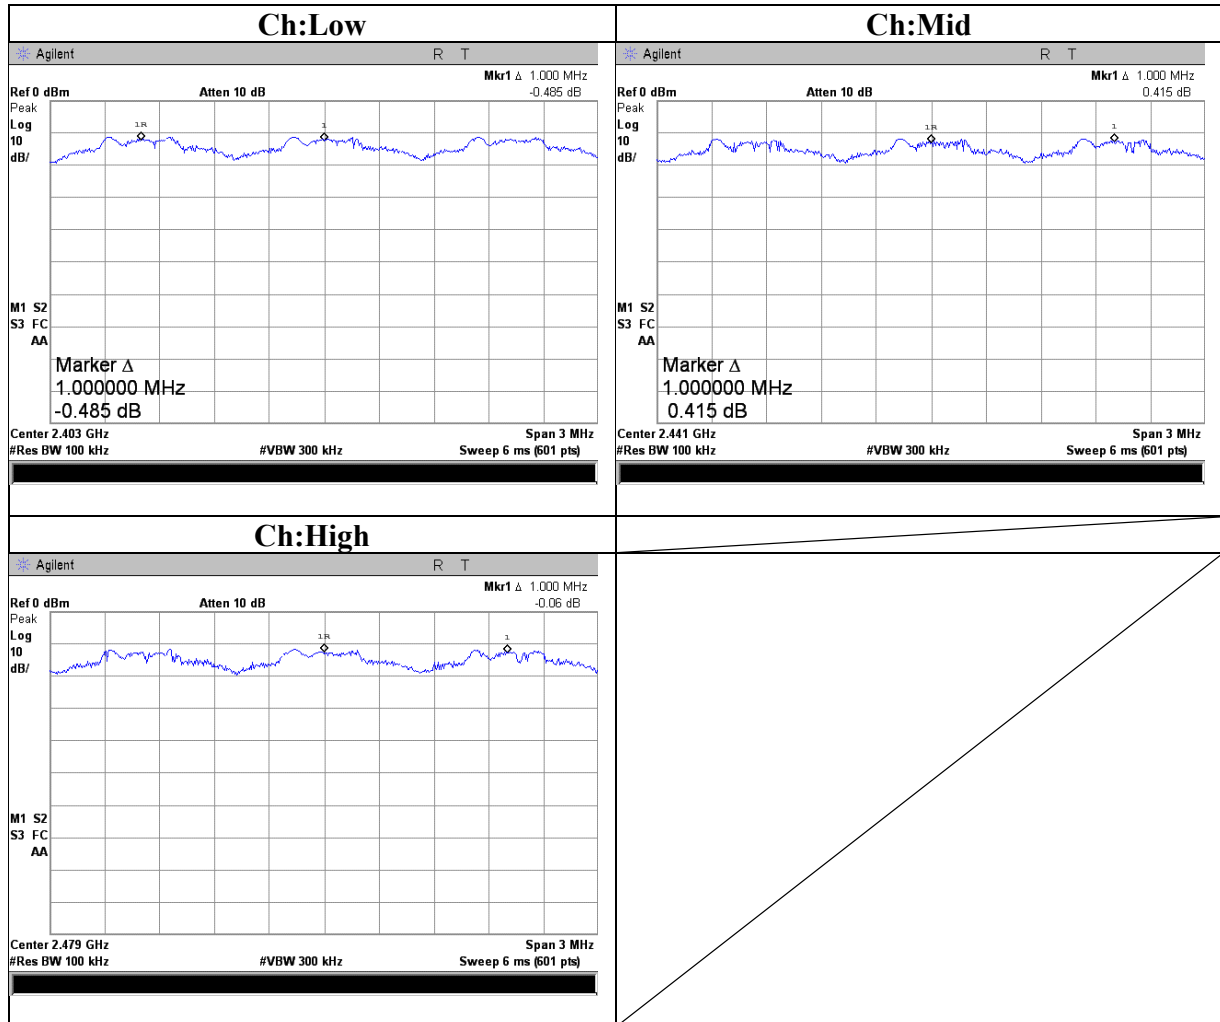 Ch:Low
Agilent R T
Mkr1 Δ 1.000 MHz
Ref 0 dBm Atten 10 dB -0.485 dB
Peak
Log
10
dB/
1R 1
M1 S2
S3 FC
AA
Marker Δ
1.000000 MHz
-0.485 dB
Center 2.403 GHz Span 3 MHz
#Res BW 100 kHz #VBW 300 kHz Sweep 6 ms (601 pts)
Ch:Mid
Agilent R T
Mkr1 Δ 1.000 MHz
Ref 0 dBm Atten 10 dB 0.415 dB
Peak
Log
10
dB/
1R 1
M1 S2
S3 FC
AA
Marker Δ
1.000000 MHz
0.415 dB
Center 2.441 GHz Span 3 MHz
#Res BW 100 kHz #VBW 300 kHz Sweep 6 ms (601 pts)
Ch:High
Agilent R T
Mkr1 Δ 1.000 MHz
Ref 0 dBm Atten 10 dB -0.06 dB
Peak
Log
10
dB/
1R 1
M1 S2
S3 FC
AA
Center 2.479 GHz Span 3 MHz
#Res BW 100 kHz #VBW 300 kHz Sweep 6 ms (601 pts)